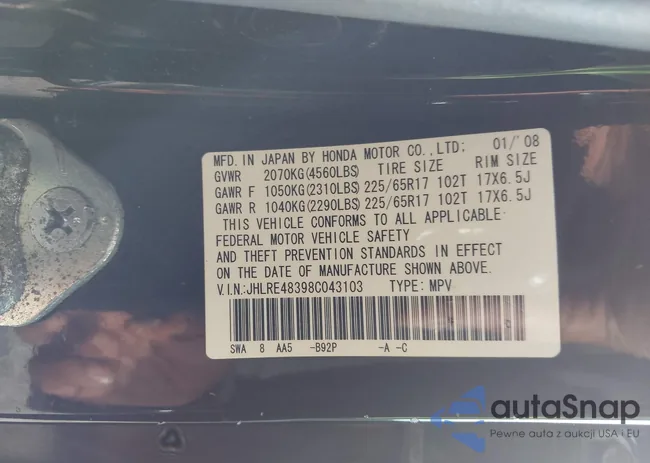 MFD. IN JAPAN BY HONDA MOTOR CO.,LTD; 01/'08
GVWR 2070KG(4560LBS) TIRE SIZE RIM SIZE
GAWR F 1050KG(2310LBS) 225/65R17 102T 17X6.5J
GAWR R 1040KG(2290LBS) 225/65R17 102T 17X6.5J
THIS VEHICLE CONFORMS TO ALL APPLICABLE
FEDERAL MOTOR VEHICLE SAFETY
AND THEFT PREVENTION STANDARDS IN EFFECT
ON THE DATE OF MANUFACTURE SHOWN ABOVE.
V.I.N:JHLRE48398C043103 TYPE: MPV
SWA 8 AA5 -B92P -A -C
autaSnap
Pewne auta z aukcji USA i EU